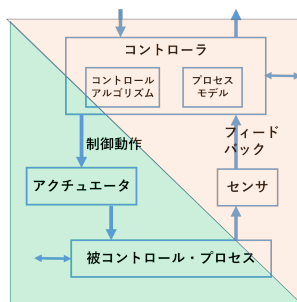 コントローラ
コントロール
アルゴリズム
プロセス
モデル
制御動作
フィード
バック
アクチュエータ
センサ
被コントロール・プロセス